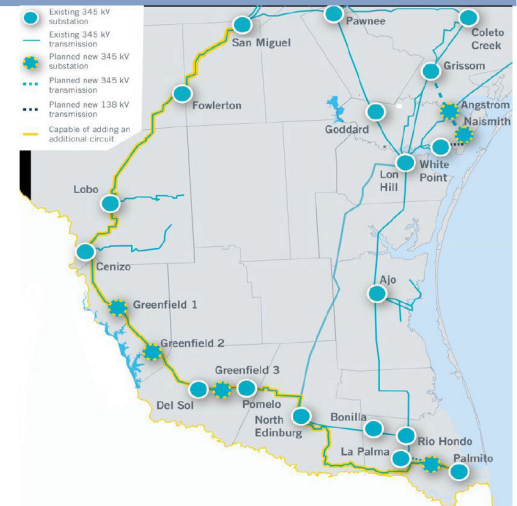 Existing 345 kV
substation
Existing 345 kV
transmission
Planned new 345 kV
substation
Planned new 345 kV
transmission
Planned new 138 kV
transmission
Capable of adding an
additional circuit
Pawnee
San Miguel
Coleto
Creek
Grissom
Fowlerton
Angstrom
Naismith
Goddard
White
Point
Lon
Hill
Lobo
Cenizo
Ajo
Greenfield 1
Greenfield 2
Greenfield 3
Del Sol
Pomelo
North
Edinburg
Bonilla
Rio Hondo
La Palma
Palmito